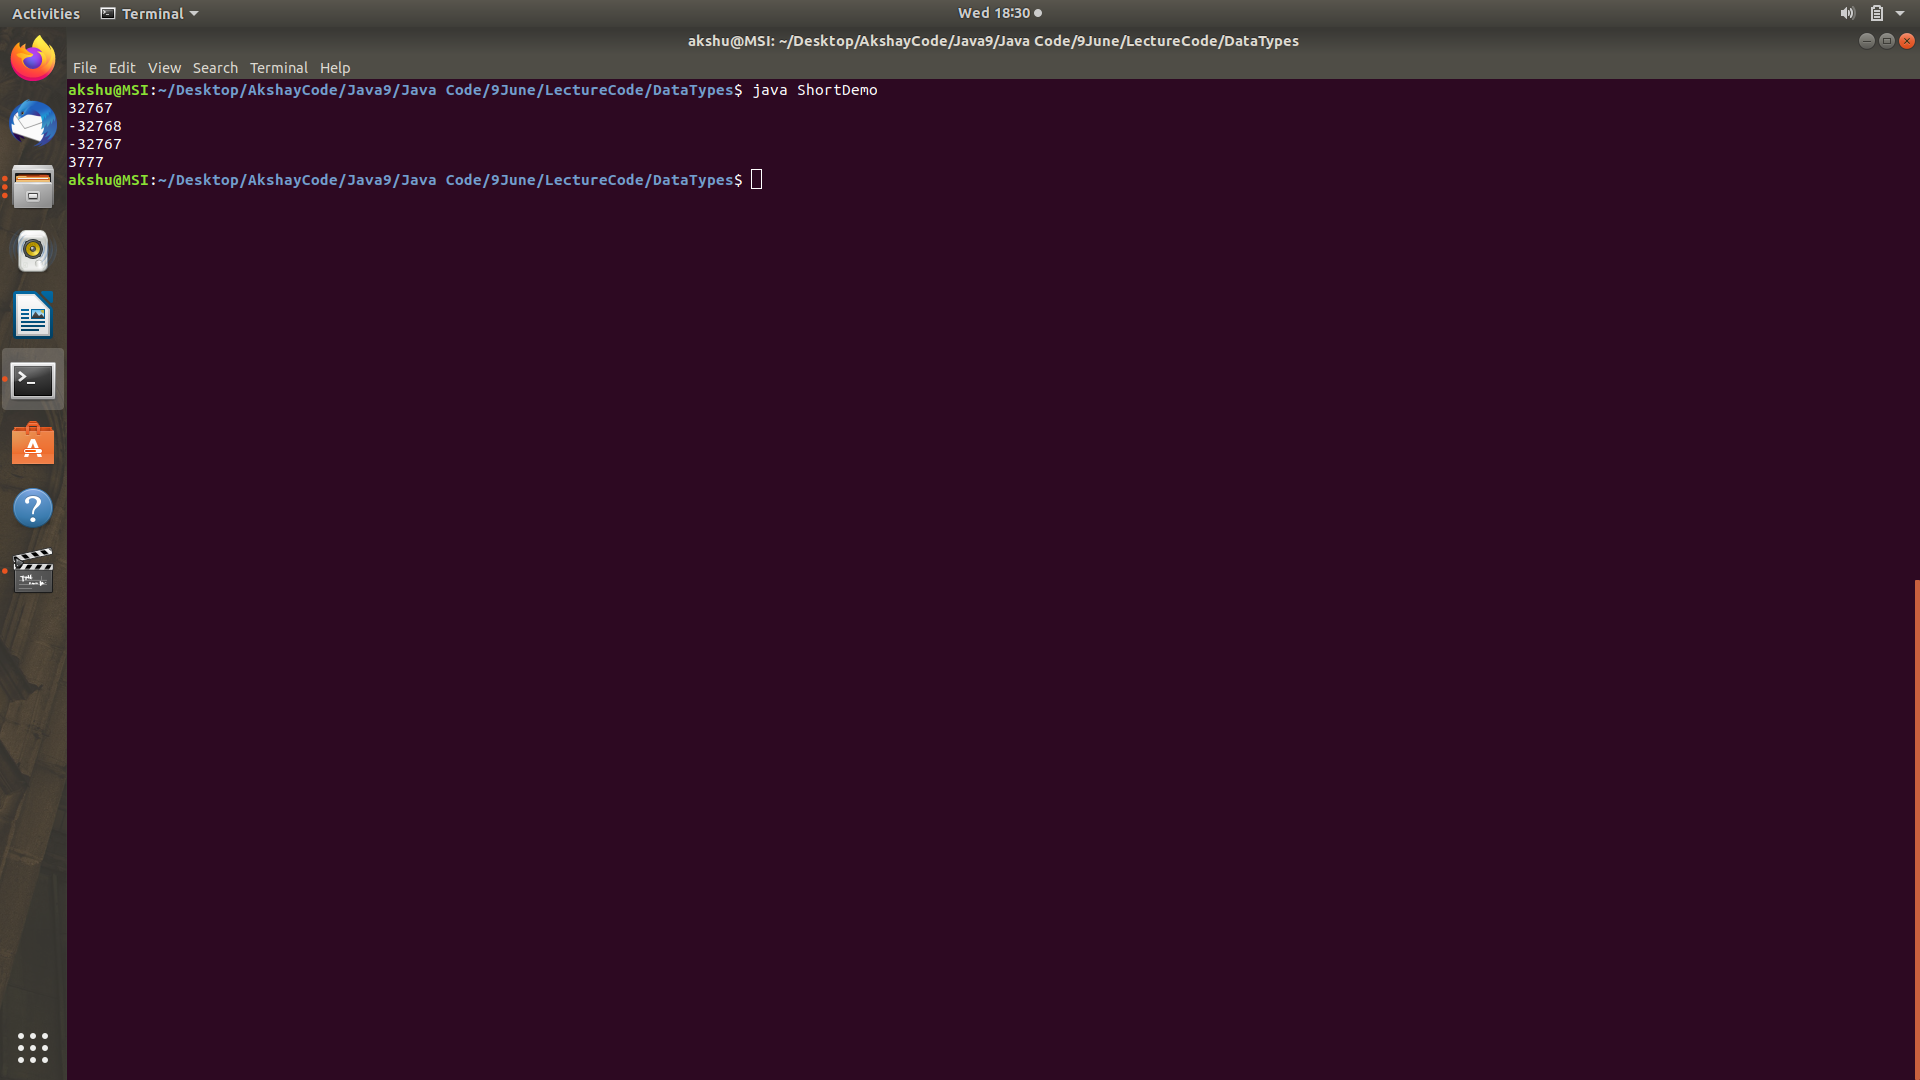 Activities Terminal Wed 18:30
akshu@MSI: ~/Desktop/AkshayCode/Java9/Java Code/9June/LectureCode/DataTypes
File Edit View Search Terminal Help
akshu@MSI:~/Desktop/AkshayCode/Java9/Java Code/9June/LectureCode/DataTypes$ java ShortDemo
32767
-32768
-32767
3777
akshu@MSI:~/Desktop/AkshayCode/Java9/Java Code/9June/LectureCode/DataTypes$